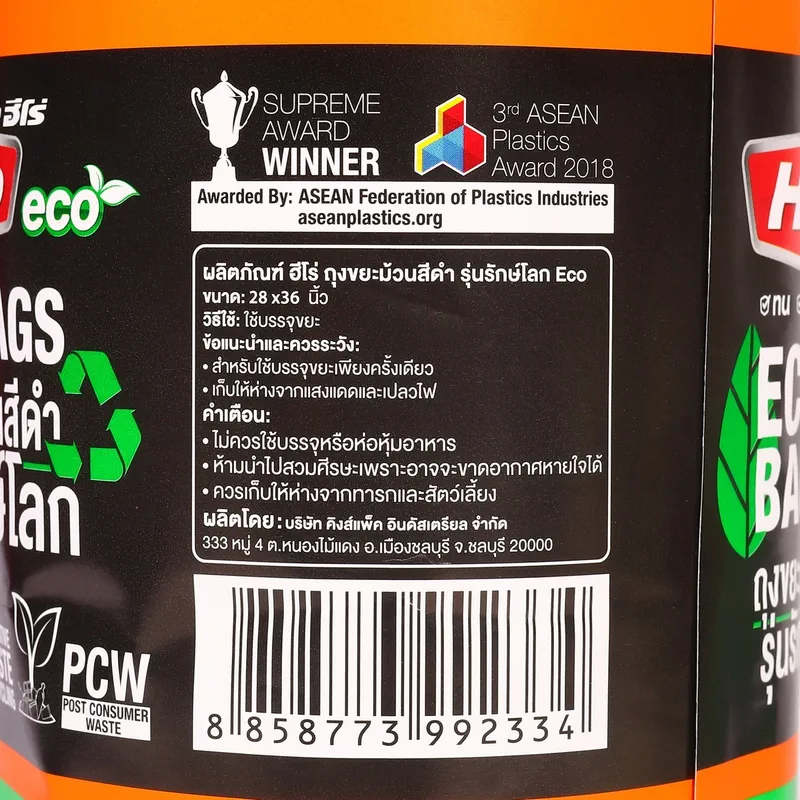 ฮีโร่
eco
AGS
สีดำ
โลก
PCW
POST CONSUMER
WASTE
SUPREME
AWARD
WINNER
3rd ASEAN
Plastics
Award 2018
Awarded By: ASEAN Federation of Plastics Industries
aseanplastics.org
ผลิตภัณฑ์ ฮีโร่ ถุงขยะม้วนสีดำ รุ่นรักษ์โลก Eco
ขนาด: 28 x36 นิ้ว
วิธีใช้: ใช้บรรจุขยะ
ข้อแนะนำและควรระวัง:
• สำหรับใช้บรรจุขยะเพียงครั้งเดียว
• เก็บให้ห่างจากแสงแดดและเปลวไฟ
คำเตือน:
• ไม่ควรใช้บรรจุหรือห่อหุ้มอาหาร
• ห้ามนำไปสวมศีรษะเพราะอาจจะขาดอากาศหายใจได้
• ควรเก็บให้ห่างจากทารกและสัตว์เลี้ยง
ผลิตโดย: บริษัท คิงส์แพ็ค อินดัสเตรียล จำกัด
333 หมู่ 4 ต.หนองไม้แดง อ.เมืองชลบุรี จ.ชลบุรี 20000
8 858773 992334
H
ทน
EC
BA
ถุงขยะ